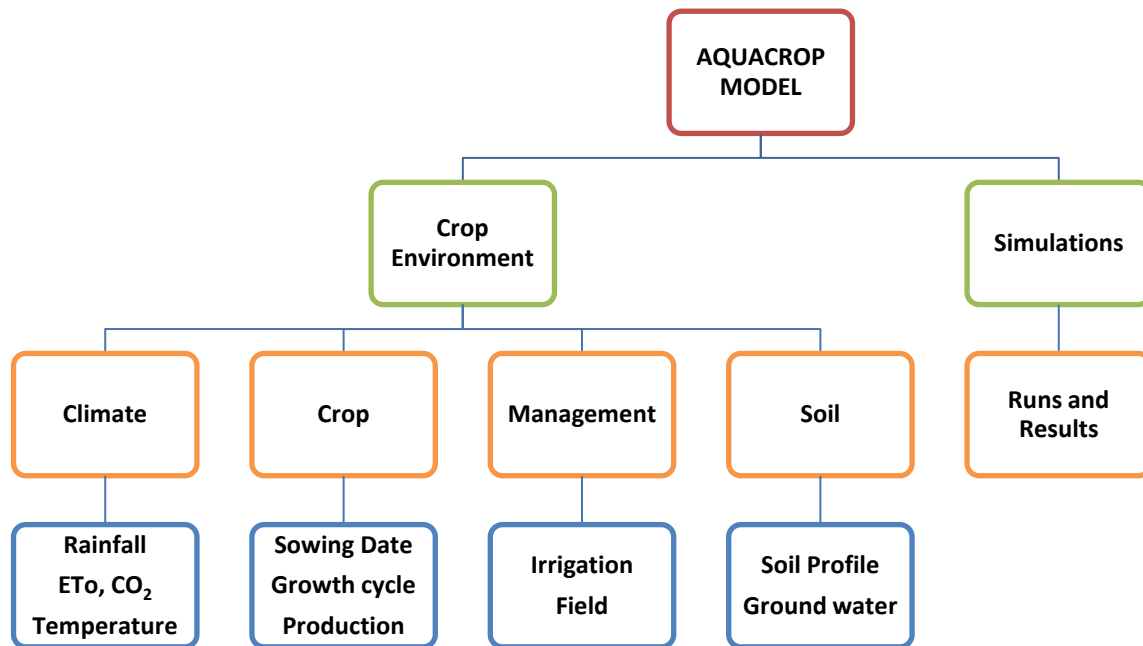 AQUACROP
MODEL
Crop
Environment
Simulations
Climate
Crop
Management
Soil
Runs and
Results
Rainfall
ETo, CO₂
Temperature
Sowing Date
Growth cycle
Production
Irrigation
Field
Soil Profile
Ground water